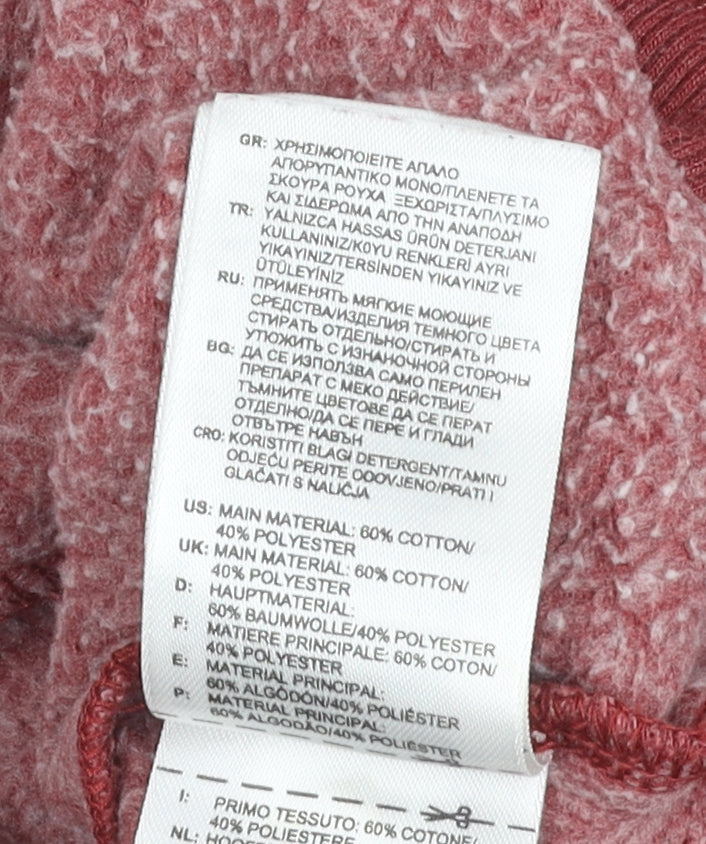 GR: ΧΡΗΣΙΜΟΠΟΙΕΙΤΕ ΑΠΑΛΟ
ΑΠΟΡΥΠΑΝΤΙΚΟ ΜΟΝΟ/ΠΛΕΝΕΤΕ ΤΑ
ΣΚΟΥΡΑ ΡΟΥΧΑ ΞΕΧΩΡΙΣΤΑ/ΠΛΥΣΙΜΟ
ΚΑΙ ΣΙΔΕΡΩΜΑ ΑΠΟ ΤΗΝ ΑΝΑΠΟΔΗ
TR: YALNIZCA HASSAS ÜRÜN DETERJANI
KULLANINIZ/KOYU RENKLERİ AYRI
YIKAYINIZ/TERSİNDEN YIKAYINIZ VE
ÜTÜLEYİNİZ
RU: ПРИМЕНЯТЬ МЯГКИЕ МОЮЩИЕ
СРЕДСТВА/ИЗДЕЛИЯ ТЕМНОГО ЦВЕТА
СТИРАТЬ ОТДЕЛЬНО/СТИРАТЬ И
УТЮЖИТЬ С ИЗНАНОЧНОЙ СТОРОНЫ
BG: ДА СЕ ИЗПОЛЗВА САМО ПЕРИЛЕН
ПРЕПАРАТ С МЕКО ДЕЙСТВИЕ/
ТЪМНИТЕ ЦВЕТОВЕ ДА СЕ ПЕРАТ
ОТДЕЛНО/ДА СЕ ПЕРЕ И ГЛАДИ
ОТВЪТРЕ НАВЪН
CRO: KORISTITI BLAGI DETERGENT/TAMNU
ODJEĆU PERITE ODOVJENO/PRATI I
GLAČATI S NALIČJA
US: MAIN MATERIAL: 60% COTTON/
40% POLYESTER
UK: MAIN MATERIAL: 60% COTTON/
40% POLYESTER
D: HAUPTMATERIAL:
60% BAUMWOLLE/40% POLYESTER
F: MATIERE PRINCIPALE: 60% COTON/
40% POLYESTER
E: MATERIAL PRINCIPAL:
60% ALGODÓN/40% POLIÉSTER
P: MATERIAL PRINCIPAL:
60% ALGODÃO/40% POLIÉSTER
I: PRIMO TESSUTO: 60% COTONE/
40% POLIESTERE
NL: